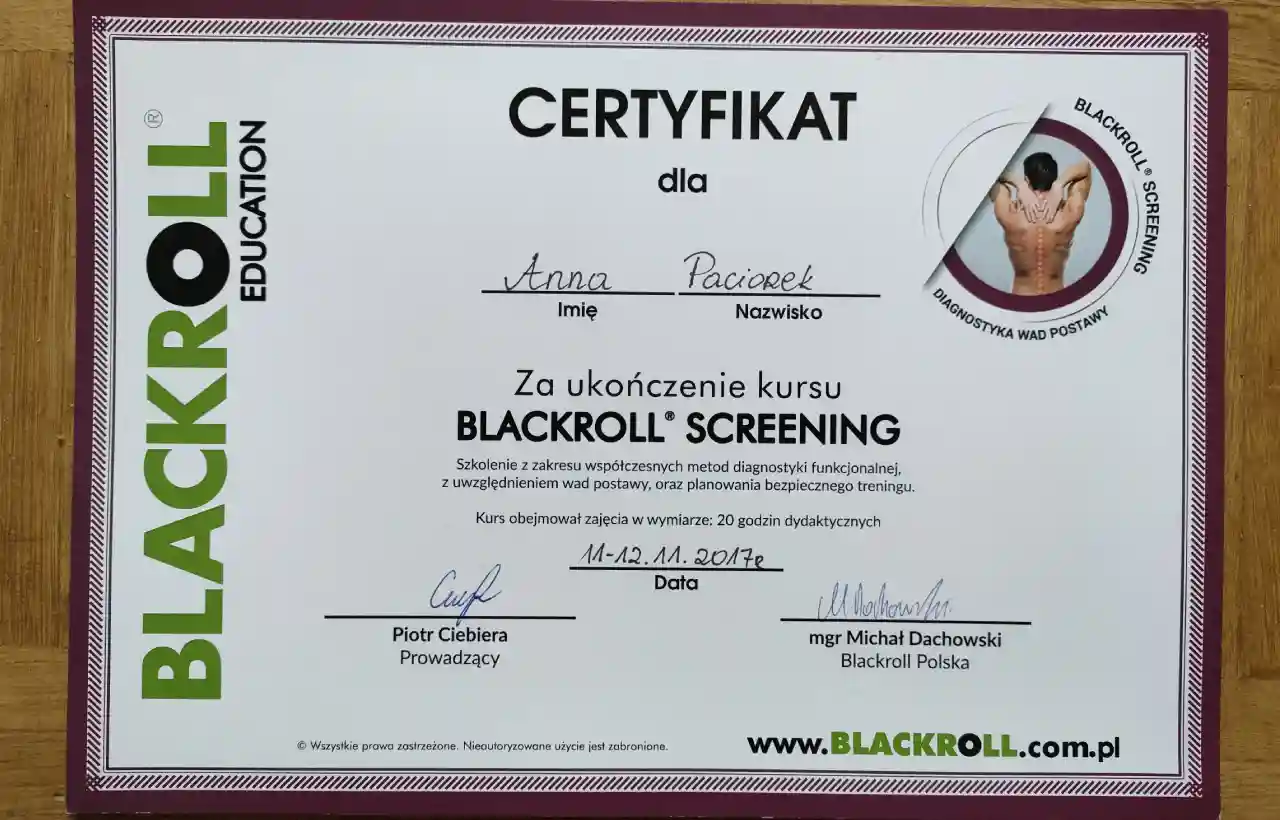 BLACKROLL®
EDUCATION
CERTYFIKAT
dla
BLACKROLL® SCREENING
DIAGNOSTYKA WAD POSTAWY
Anna Paciorek
Imię Nazwisko
Za ukończenie kursu
BLACKROLL® SCREENING
Szkolenie z zakresu współczesnych metod diagnostyki funkcjonalnej,
z uwzględnieniem wad postawy, oraz planowania bezpiecznego treningu.
Kurs obejmował zajęcia w wymiarze: 20 godzin dydaktycznych
11-12.11.2017r
Data
Piotr Ciebiera
Prowadzący
mgr Michał Dachowski
Blackroll Polska
© Wszystkie prawa zastrzeżone. Nieautoryzowane użycie jest zabronione.
www.BLACKROLL.com.pl